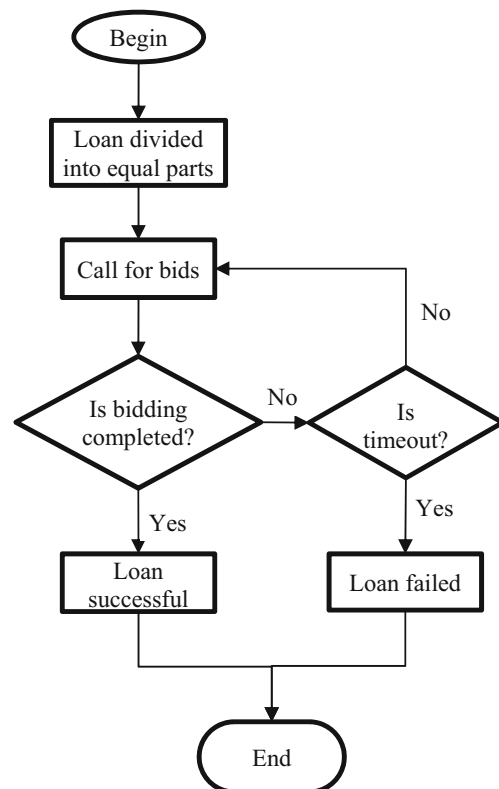 Begin
Loan divided
into equal parts
Call for bids
No
Is bidding
completed?
No
Is
timeout?
Yes
Yes
Loan
successful
Loan failed
End